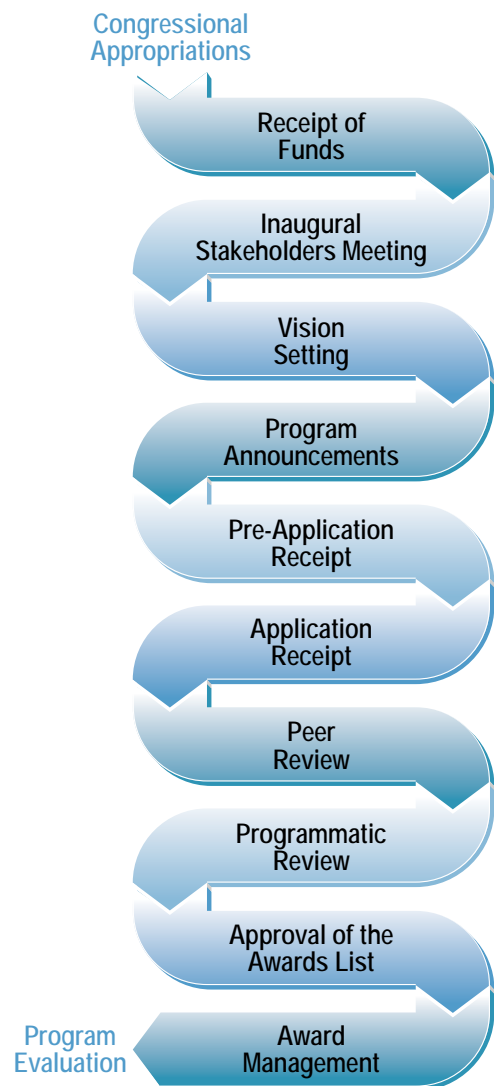 Congressional
Appropriations
Receipt of
Funds
Inaugural
Stakeholders Meeting
Vision
Setting
Program
Announcements
Pre-Application
Receipt
Application
Receipt
Peer
Review
Programmatic
Review
Approval of the
Awards List
Award
Management
Program
Evaluation